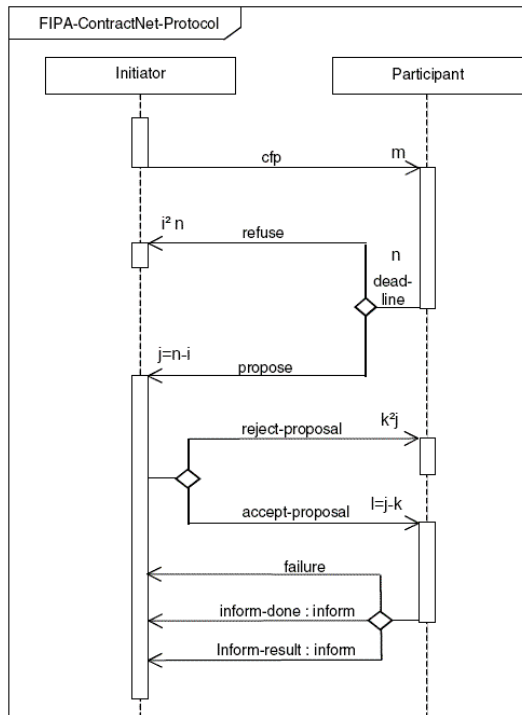 FIPA-ContractNet-Protocol
Initiator
Participant
cfp
m
i² n
refuse
n
dead-
line
j=n-i
propose
reject-proposal
k²j
accept-proposal
l=j-k
failure
inform-done : inform
Inform-result : inform